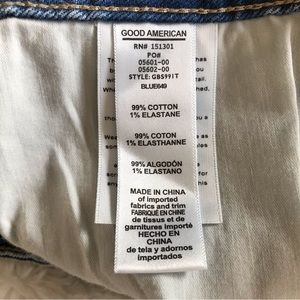 GOOD AMERICAN
RN# 151301
PO#
05601-00
05602-00
STYLE: GBS991T
BLUE649
99% COTTON
1% ELASTANE
99% COTON
1% ELASTHANNE
99% ALGODÓN
1% ELASTANO
MADE IN CHINA
of imported
fabrics and trim
FABRIQUÉ EN CHINE
de tissus et de
garnitures importés
HECHO EN
CHINA
de tela y adornos
importados